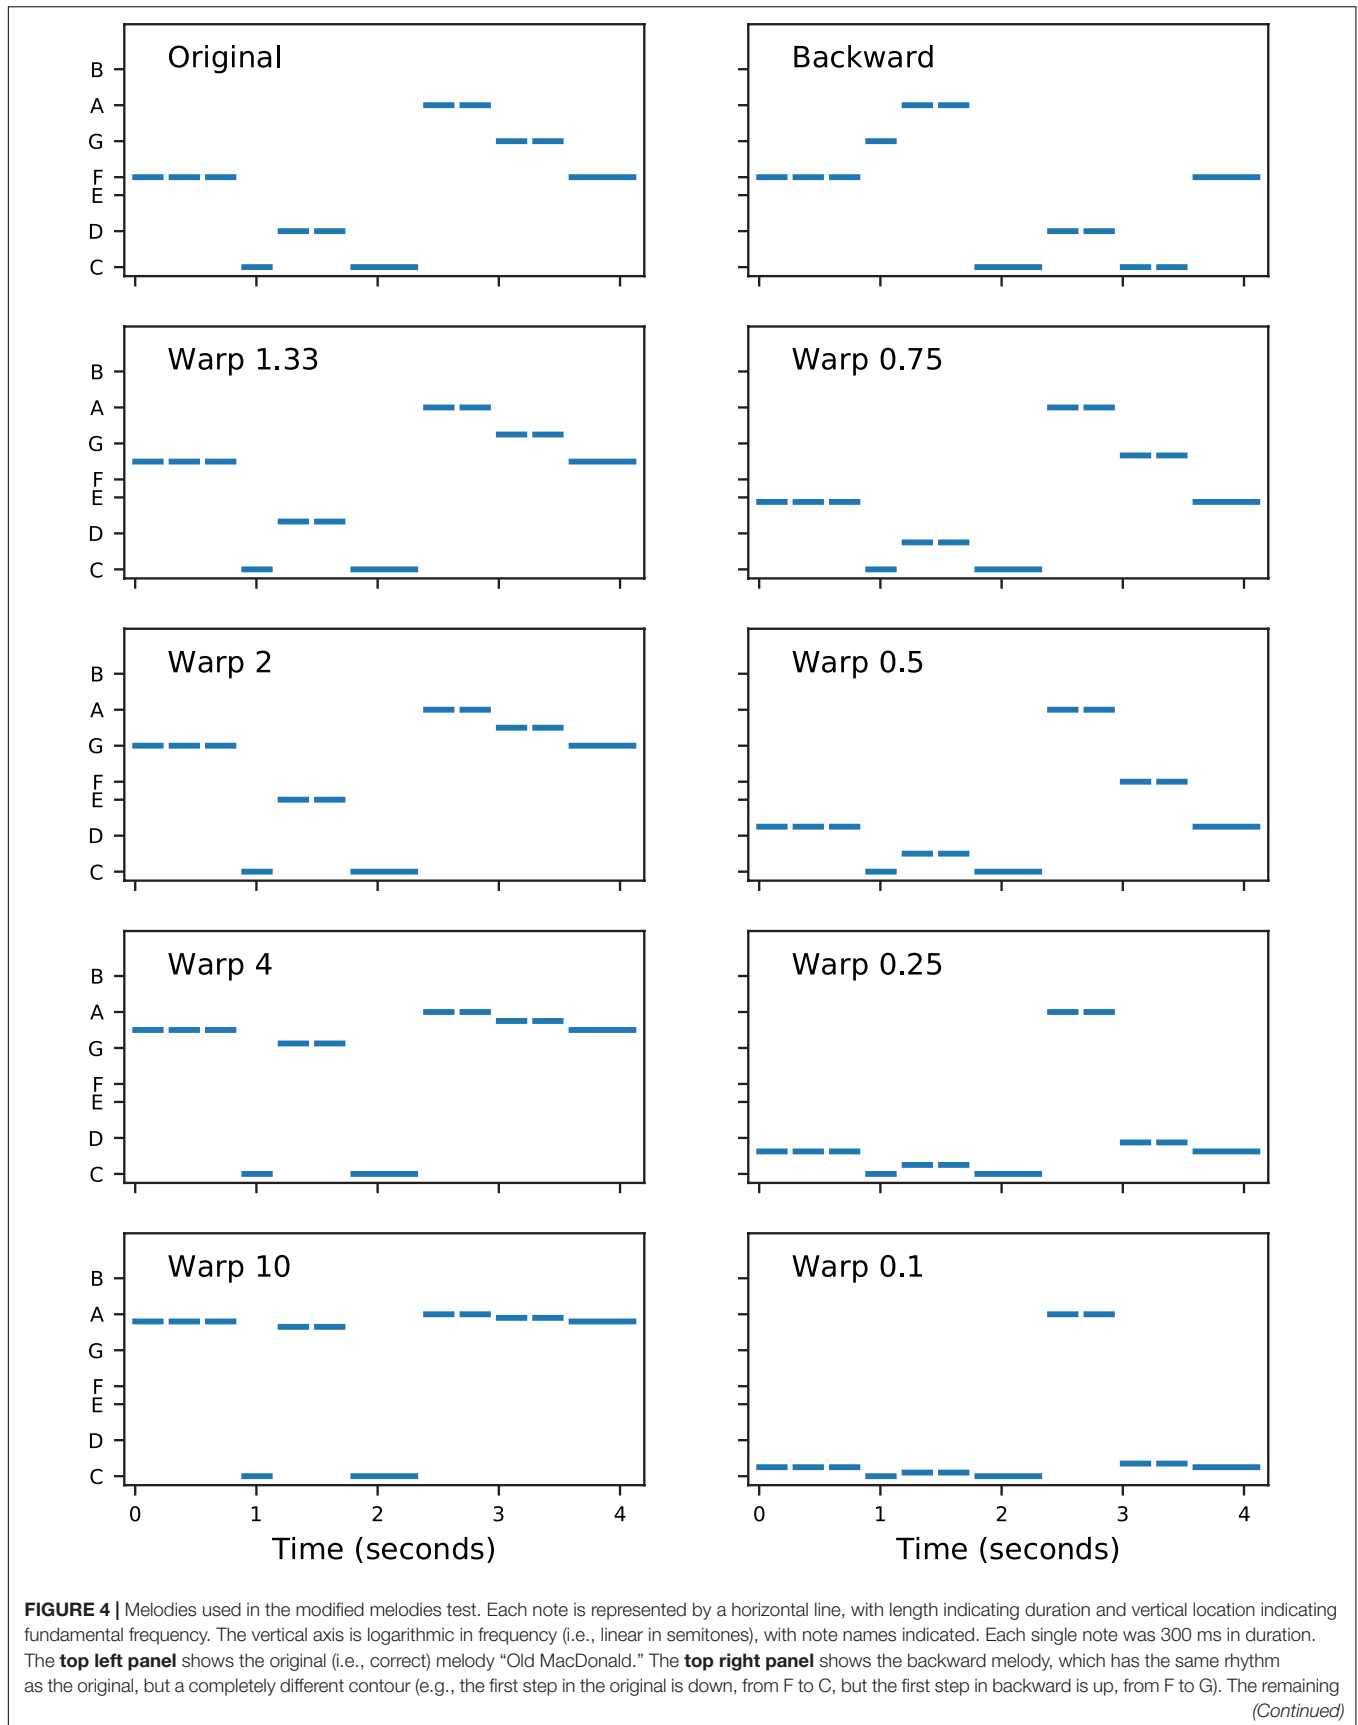 Original
B
A
G
F
E
D
C
Backward
Warp 1.33
B
A
G
F
E
D
C
Warp 0.75
Warp 2
B
A
G
F
E
D
C
Warp 0.5
Warp 4
B
A
G
F
E
D
C
Warp 0.25
Warp 10
B
A
G
F
E
D
C
0 1 2 3 4
Time (seconds)
Warp 0.1
0 1 2 3 4
Time (seconds)
FIGURE 4 | Melodies used in the modified melodies test. Each note is represented by a horizontal line, with length indicating duration and vertical location indicating
fundamental frequency. The vertical axis is logarithmic in frequency (i.e., linear in semitones), with note names indicated. Each single note was 300 ms in duration.
The top left panel shows the original (i.e., correct) melody “Old MacDonald.” The top right panel shows the backward melody, which has the same rhythm
as the original, but a completely different contour (e.g., the first step in the original is down, from F to C, but the first step in backward is up, from F to G). The remaining
(Continued)